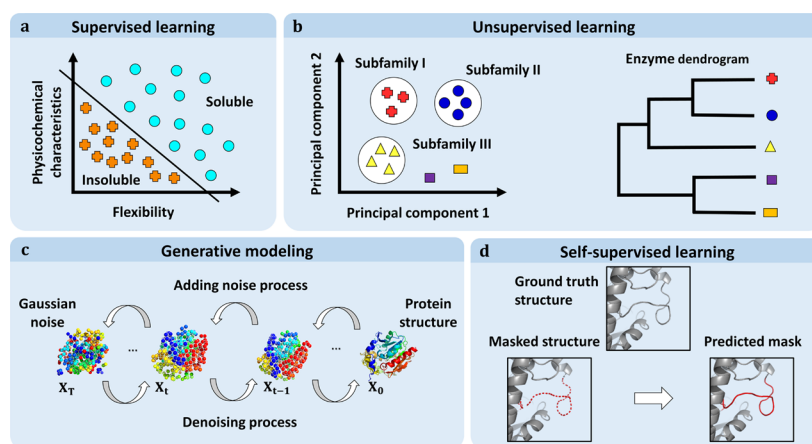 a Supervised learning
Physicochemical
characteristics
Soluble
Insoluble
Flexibility
b Unsupervised learning
Principal component 2
Subfamily I
Subfamily II
Subfamily III
Principal component 1
Enzyme dendrogram
c Generative modeling
Adding noise process
Gaussian
noise
Protein
structure
... ...
X_T X_t X_{t−1} X_0
Denoising process
d Self-supervised learning
Ground truth
structure
Masked structure
Predicted mask